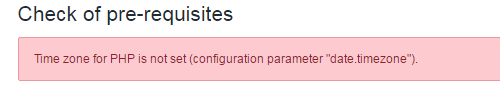 Check of pre-requisites
Time zone for PHP is not set (configuration parameter "date.timezone").